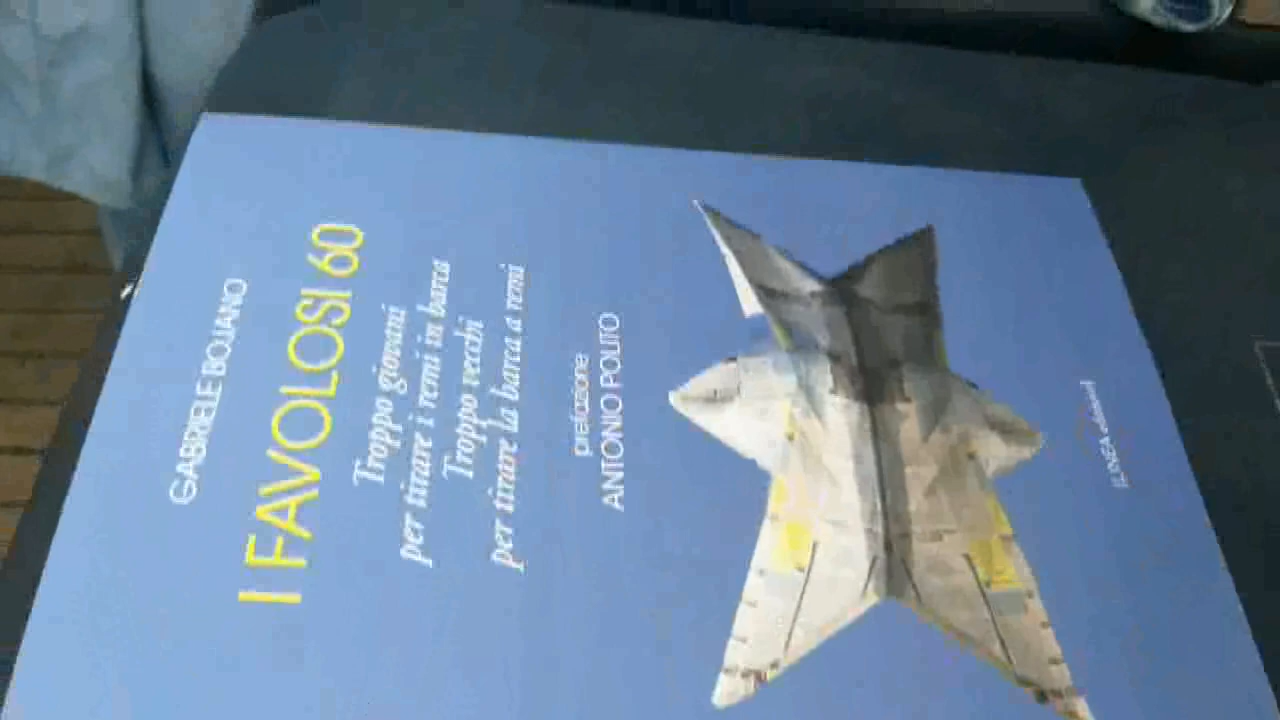 GABRIELE BOJANO
I FAVOLOSI 60
Troppo giovani
per tirare i remi in barca
Troppo vecchi
per tirare la barca a remi
prefazione
ANTONIO POLITO
edizioni